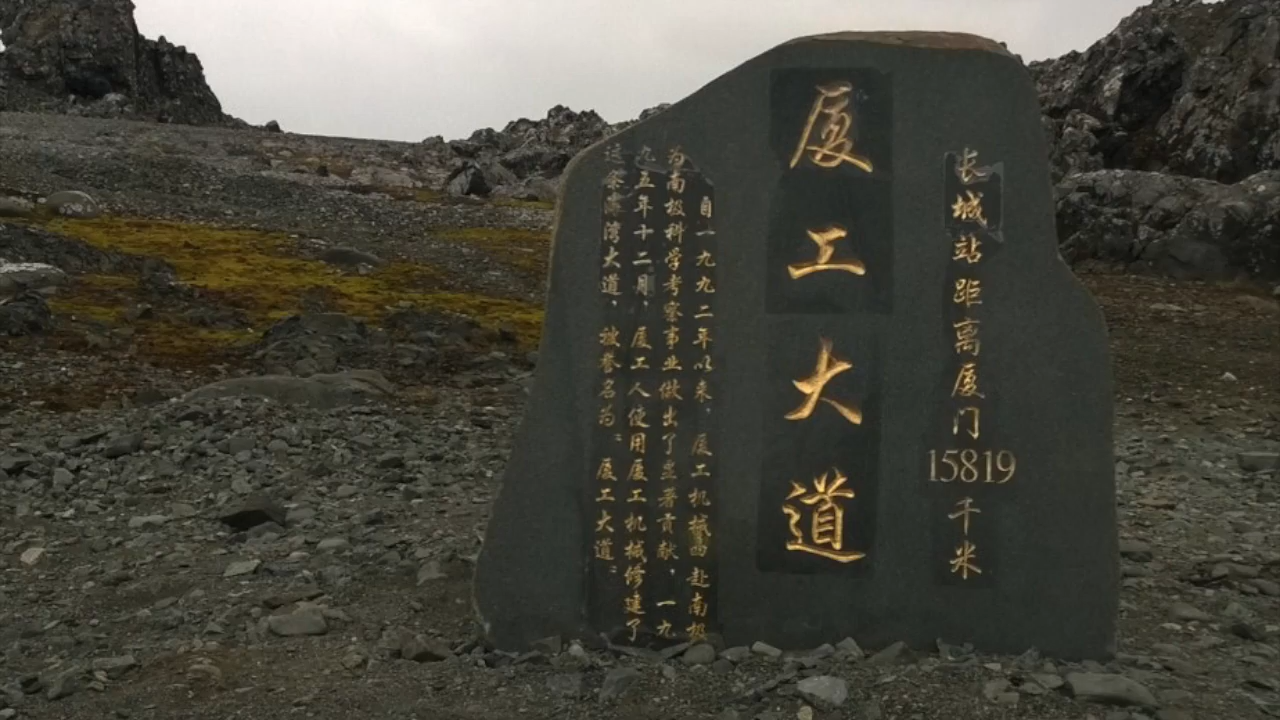 长城站距离厦门15819千米
厦工大道
自一九九二年以来,厦工机械四赴南极
为南极科学考察事业做出了显著贡献,一九
九五年十二月,厦工人使用厦工机械修建了
这条湾大道,被誉名为:厦工大道。